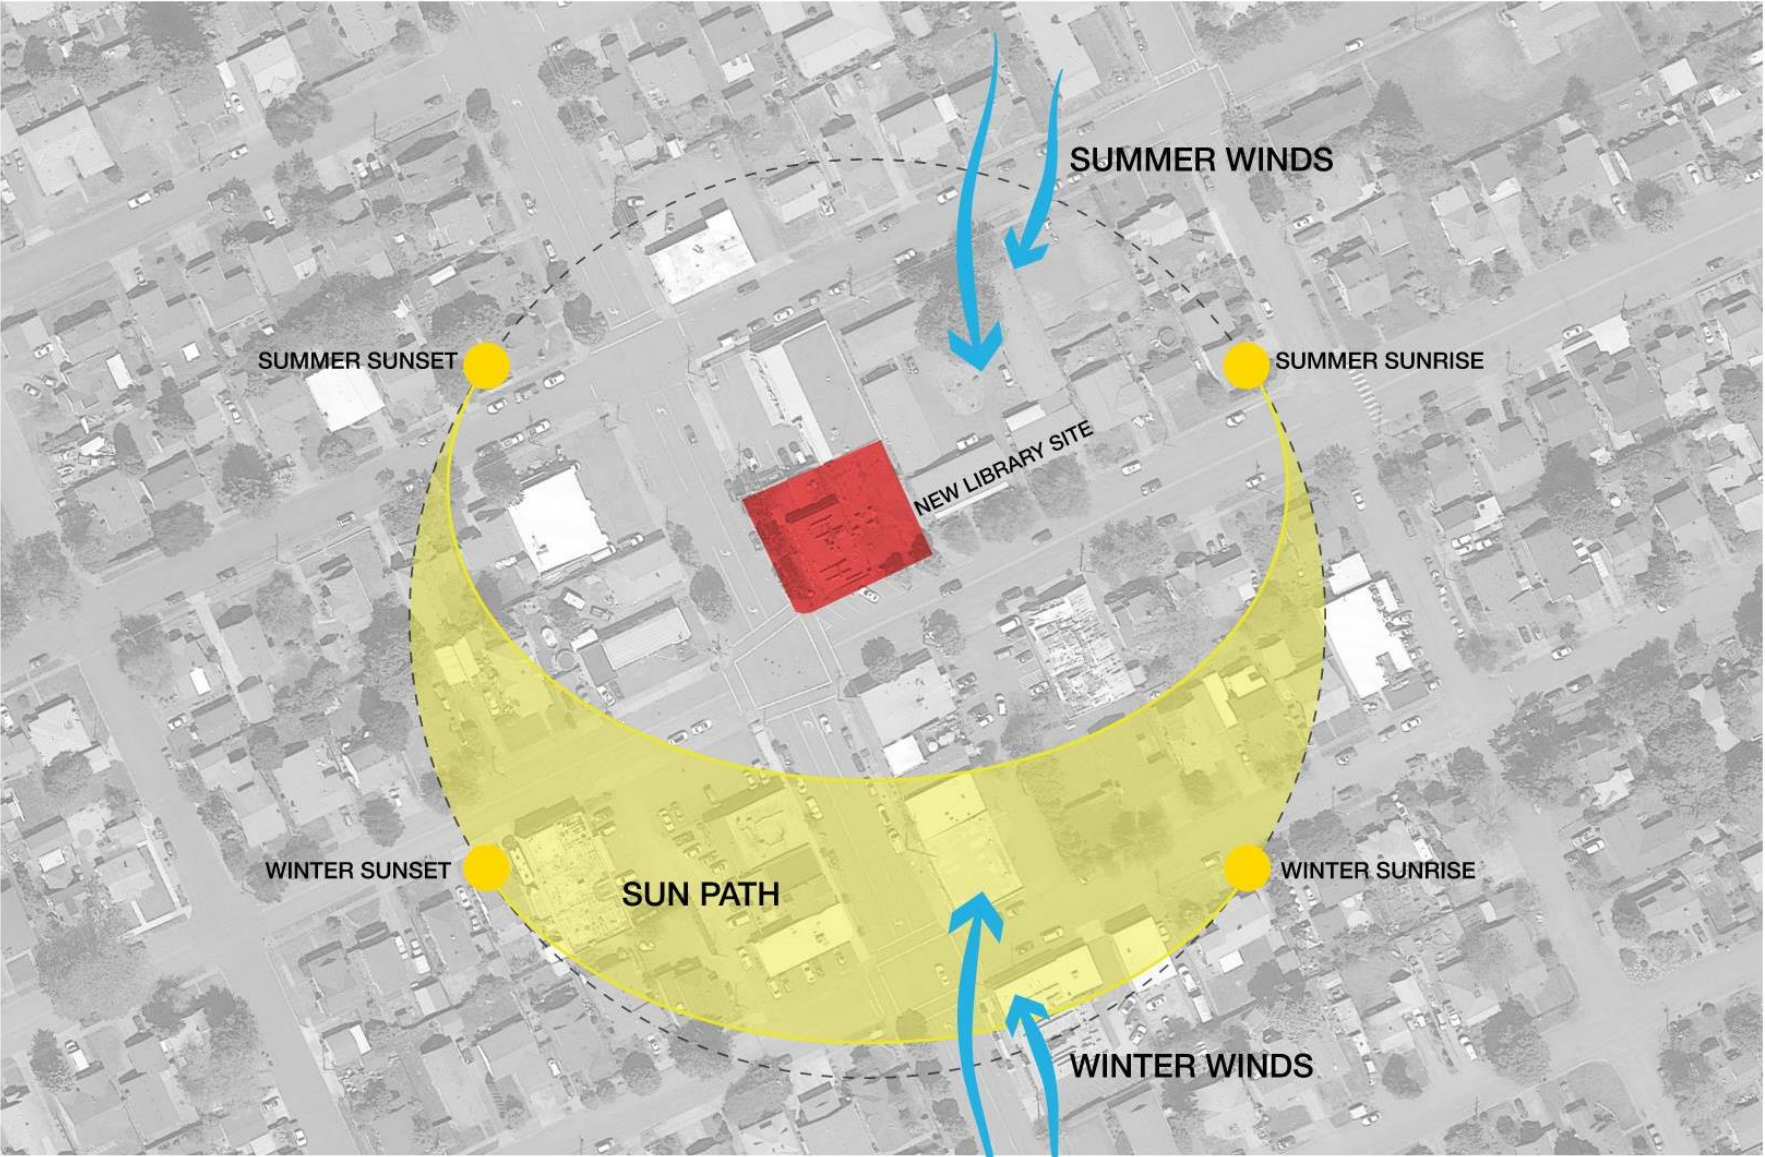 SUMMER WINDS
SUMMER SUNSET
SUMMER SUNRISE
NEW LIBRARY SITE
WINTER SUNSET
SUN PATH
WINTER SUNRISE
WINTER WINDS